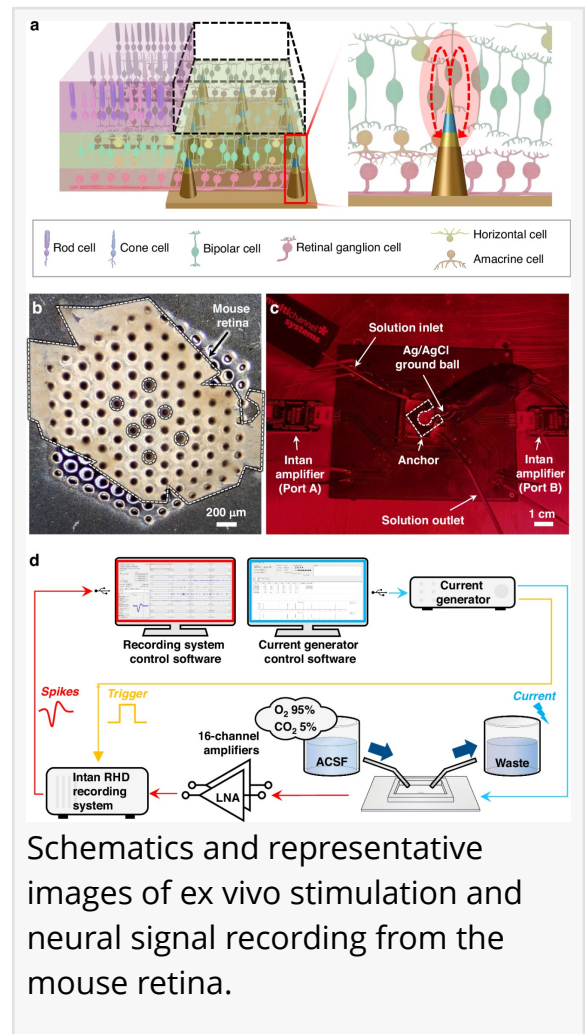 a
Rod cell
Cone cell
Bipolar cell
Retinal ganglion cell
Horizontal cell
Amacrine cell
b
Mouse
retina
200 μm
c
Solution inlet
Ag/AgCl
ground ball
Intan
amplifier
(Port A)
Anchor
Intan
amplifier
(Port B)
Solution outlet
1 cm
d
Recording system
control software
Current generator
control software
Current
generator
Spikes
Trigger
Current
O₂ 95%
CO₂ 5%
16-channel
amplifiers
ACSF
Waste
Intan RHD
recording
system
LNA
Schematics and representative
images of ex vivo stimulation and
neural signal recording from the
mouse retina.